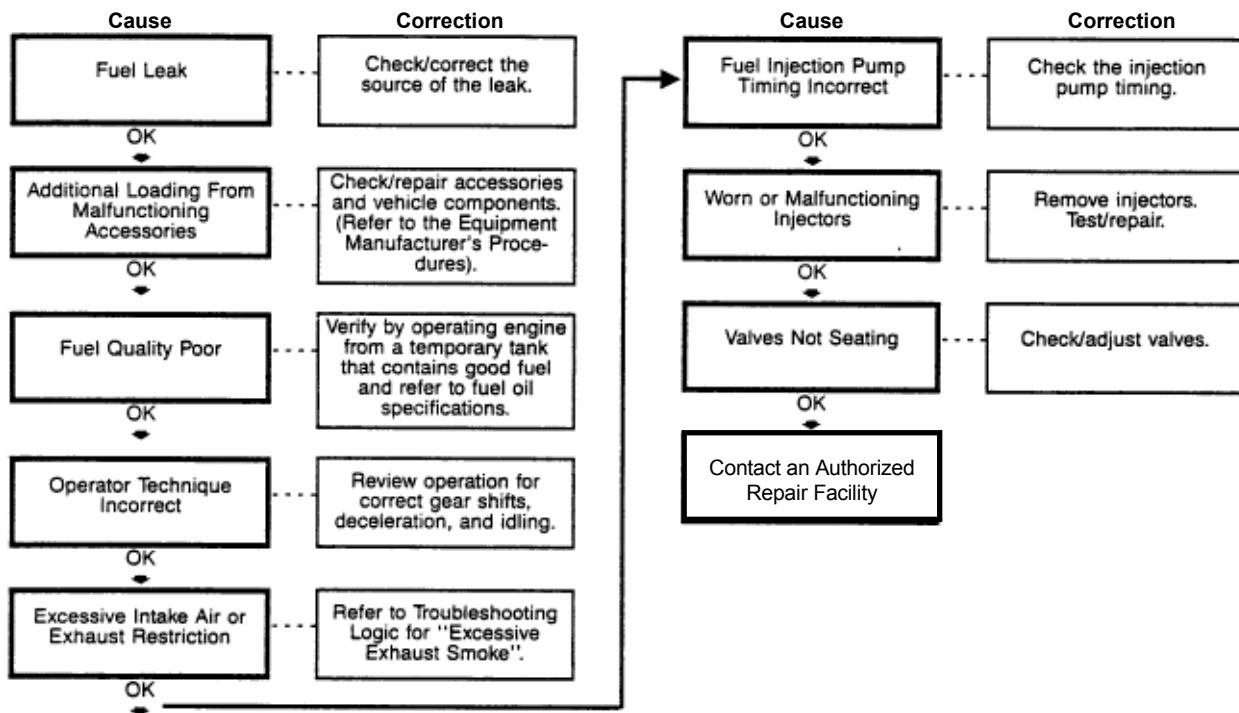 Cause
Correction
Fuel Leak
Check/correct the
source of the leak.
OK
Additional Loading From
Malfunctioning
Accessories
Check/repair accessories
and vehicle components.
(Refer to the Equipment
Manufacturer's Proce-
dures).
OK
Fuel Quality Poor
Verify by operating engine
from a temporary tank
that contains good fuel
and refer to fuel oil
specifications.
OK
Operator Technique
Incorrect
Review operation for
correct gear shifts,
deceleration, and idling.
OK
Excessive Intake Air or
Exhaust Restriction
Refer to Troubleshooting
Logic for "Excessive
Exhaust Smoke".
OK
Cause
Correction
Fuel Injection Pump
Timing Incorrect
Check the injection
pump timing.
OK
Worn or Malfunctioning
Injectors
Remove injectors.
Test/repair.
OK
Valves Not Seating
Check/adjust valves.
OK
Contact an Authorized
Repair Facility